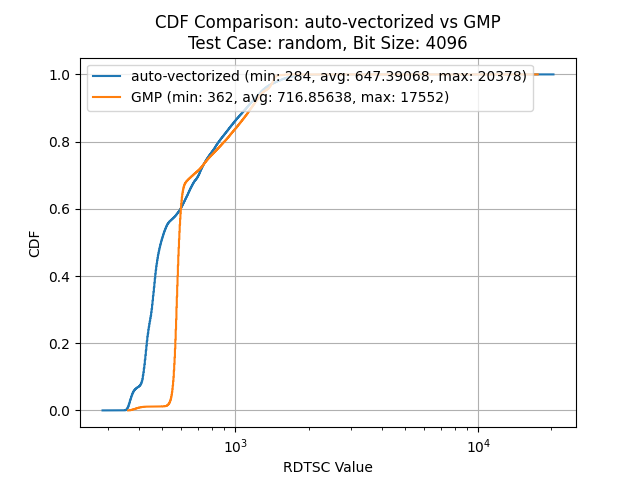 CDF Comparison: auto-vectorized vs GMP
Test Case: random, Bit Size: 4096
auto-vectorized (min: 284, avg: 647.39068, max: 20378)
GMP (min: 362, avg: 716.85638, max: 17552)
CDF
1.0
0.8
0.6
0.4
0.2
0.0
10³
10⁴
RDTSC Value